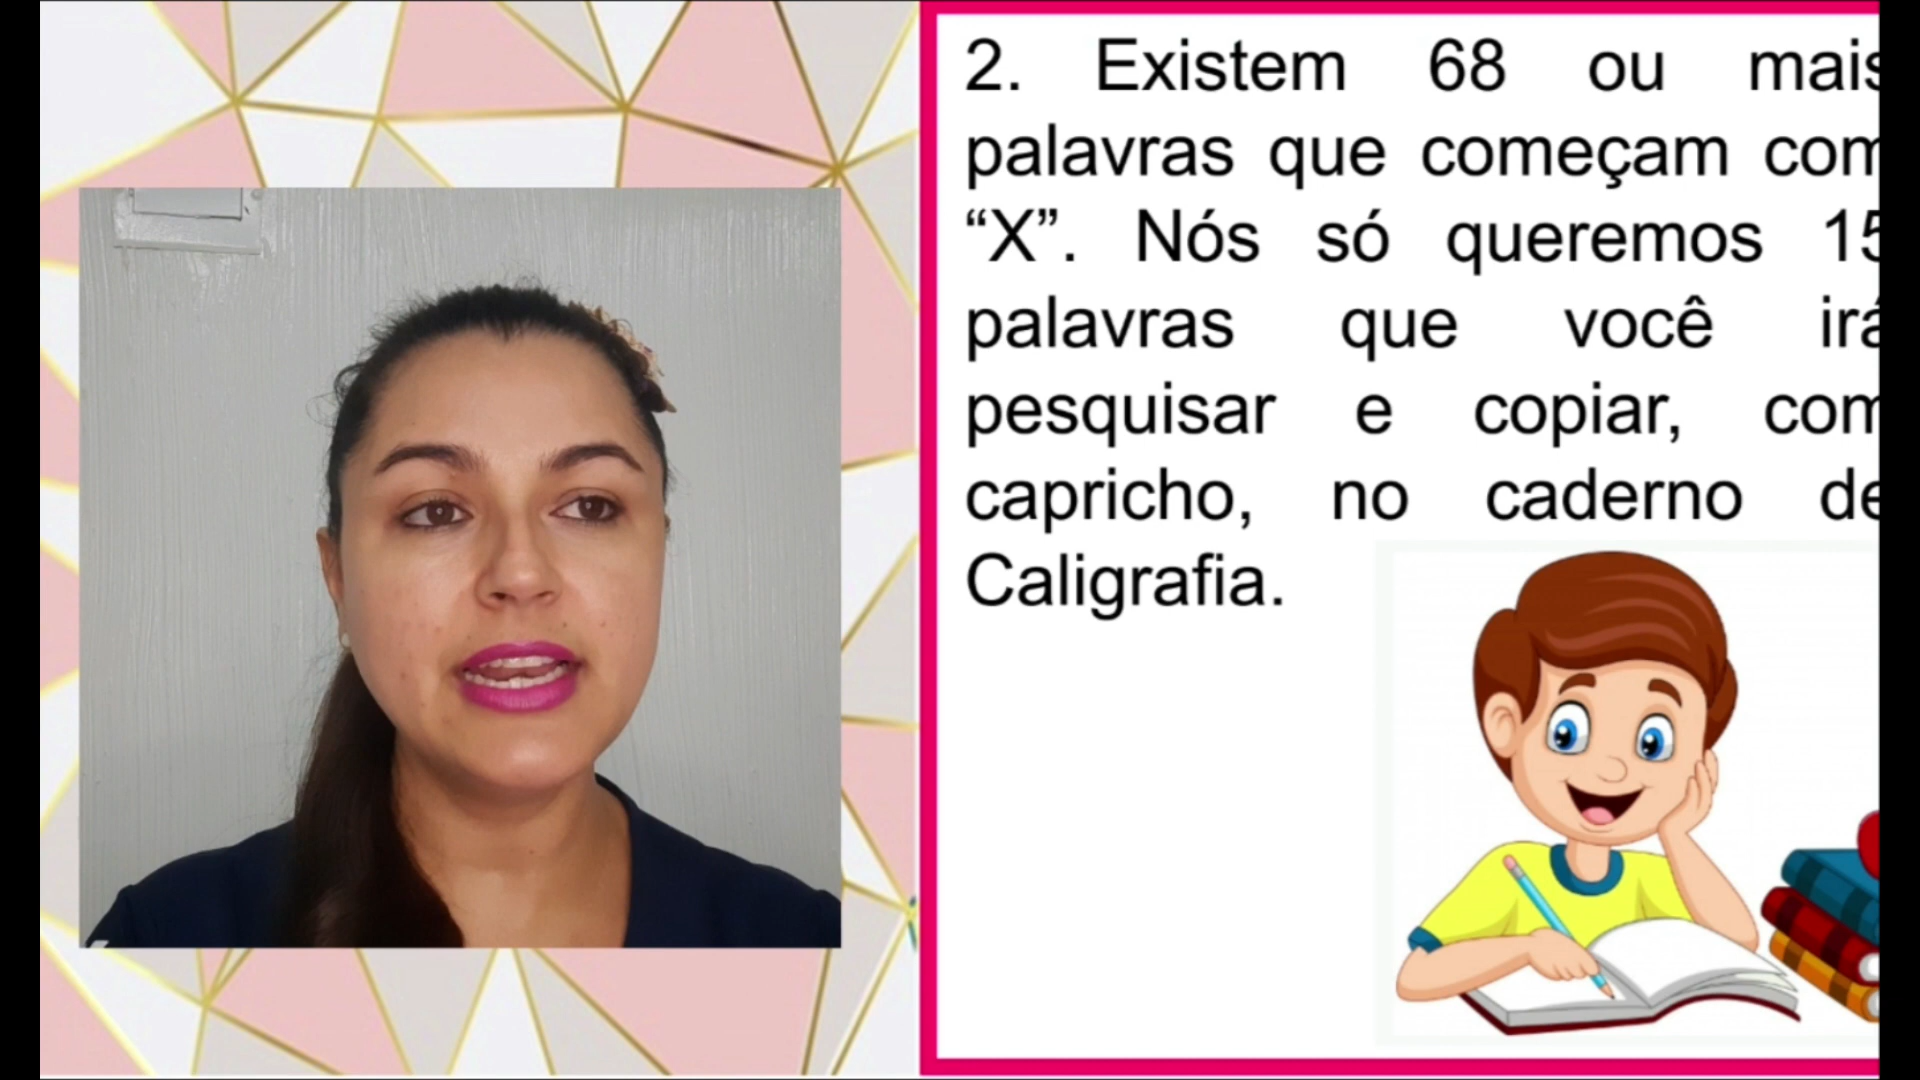 2. Existem 68 ou mais
palavras que começam com
“X”. Nós só queremos 15
palavras que você irá
pesquisar e copiar, com
capricho, no caderno de
Caligrafia.